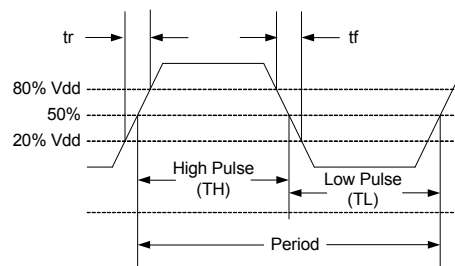 tr
tf
80% Vdd
50%
20% Vdd
High Pulse
(TH)
Low Pulse
(TL)
Period